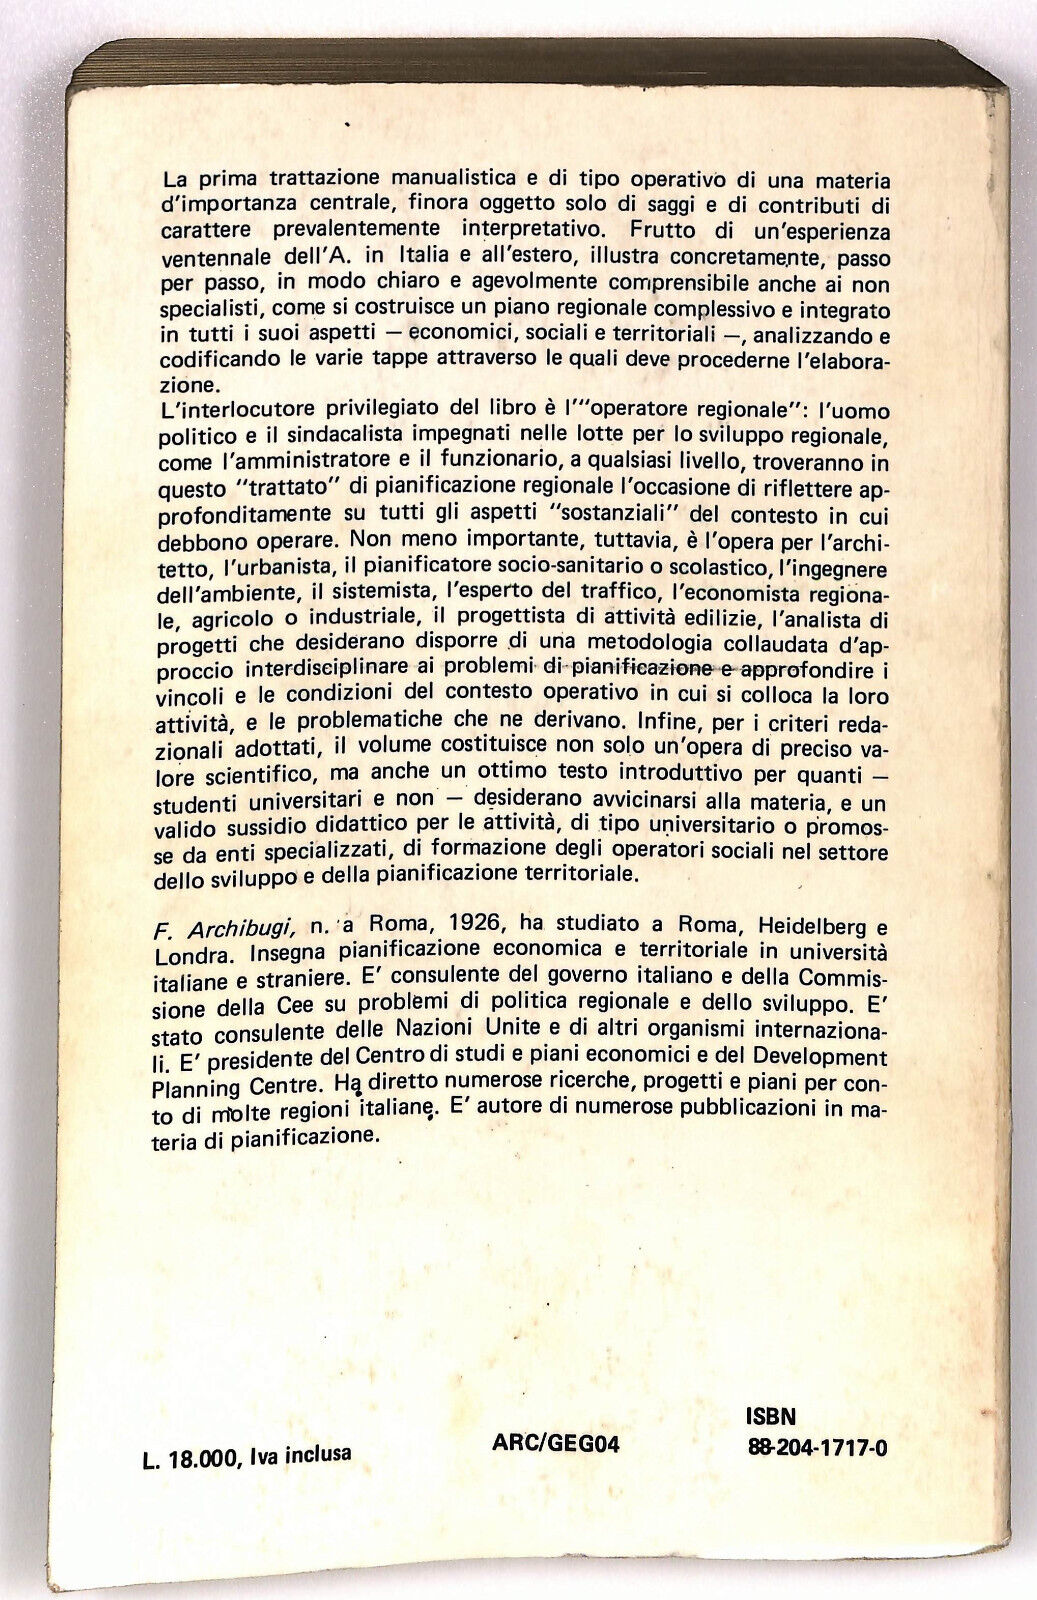 La prima trattazione manualistica e di tipo operativo di una materia
d'importanza centrale, finora oggetto solo di saggi e di contributi di
carattere prevalentemente interpretativo. Frutto di un'esperienza
ventennale dell'A. in Italia e all'estero, illustra concretamente, passo
per passo, in modo chiaro e agevolmente comprensibile anche ai non
specialisti, come si costruisce un piano regionale complessivo e integrato
in tutti i suoi aspetti — economici, sociali e territoriali —, analizzando e
codificando le varie tappe attraverso le quali deve procederne l'elabora-
zione.
L'interlocutore privilegiato del libro è l'"operatore regionale": l'uomo
politico e il sindacalista impegnati nelle lotte per lo sviluppo regionale,
come l'amministratore e il funzionario, a qualsiasi livello, troveranno in
questo "trattato" di pianificazione regionale l'occasione di riflettere ap-
profonditamente su tutti gli aspetti "sostanziali" del contesto in cui
debbono operare. Non meno importante, tuttavia, è l'opera per l'archi-
tetto, l'urbanista, il pianificatore socio-sanitario o scolastico, l'ingegnere
dell'ambiente, il sistemista, l'esperto del traffico, l'economista regiona-
le, agricolo o industriale, il progettista di attività edilizie, l'analista di
progetti che desiderano disporre di una metodologia collaudata d'ap-
proccio interdisciplinare ai problemi di pianificazione e approfondire i
vincoli e le condizioni del contesto operativo in cui si colloca la loro
attività, e le problematiche che ne derivano. Infine, per i criteri reda-
zionali adottati, il volume costituisce non solo un'opera di preciso va-
lore scientifico, ma anche un ottimo testo introduttivo per quanti —
studenti universitari e non — desiderano avvicinarsi alla materia, e un
valido sussidio didattico per le attività, di tipo universitario o promos-
se da enti specializzati, di formazione degli operatori sociali nel settore
dello sviluppo e della pianificazione territoriale.
F. Archibugi, n. a Roma, 1926, ha studiato a Roma, Heidelberg e
Londra. Insegna pianificazione economica e territoriale in università
italiane e straniere. E' consulente del governo italiano e della Commis-
sione della Cee su problemi di politica regionale e dello sviluppo. E'
stato consulente delle Nazioni Unite e di altri organismi internaziona-
li. E' presidente del Centro di studi e piani economici e del Development
Planning Centre. Ha diretto numerose ricerche, progetti e piani per con-
to di molte regioni italiane. E' autore di numerose pubblicazioni in ma-
teria di pianificazione.
L. 18.000, Iva inclusa
ARC/GEG04
ISBN
88-204-1717-0